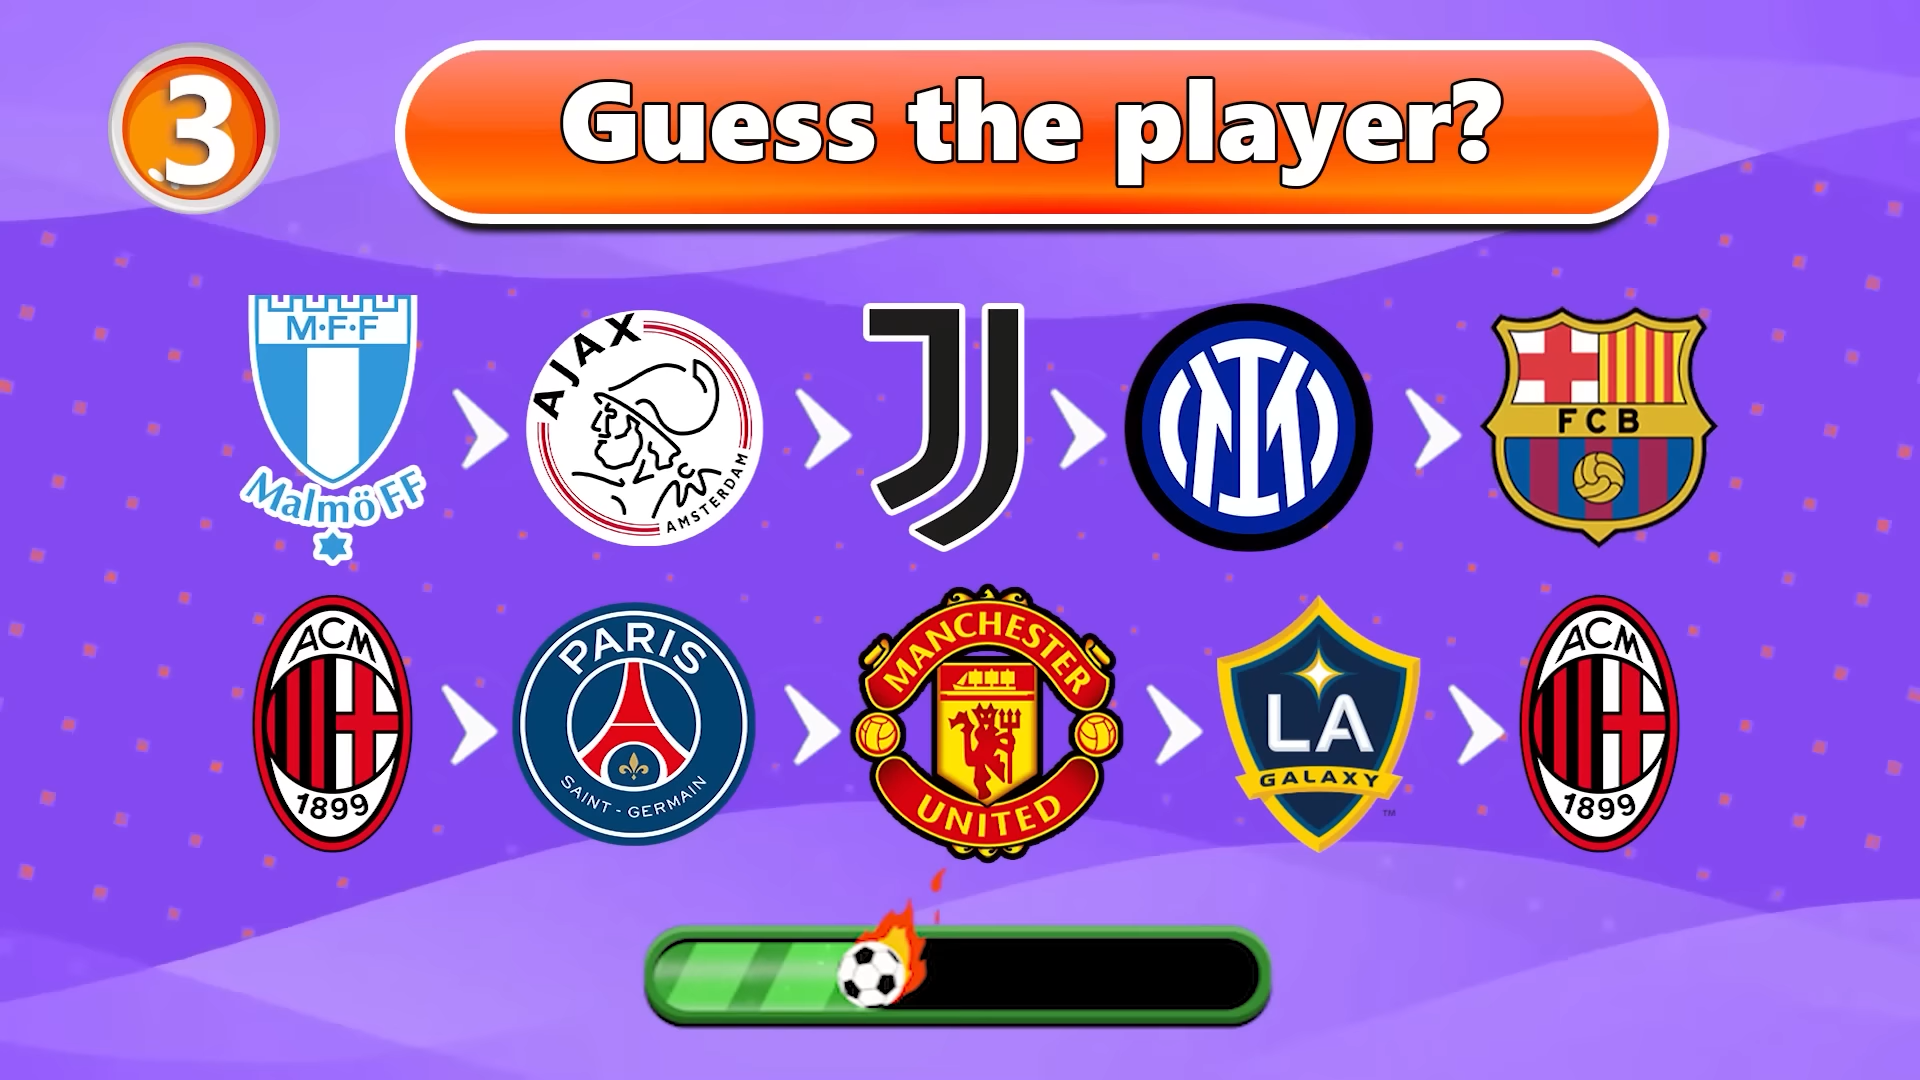 3
Guess the player?
M·F·F
Malmö FF
AJAX
AMSTERDAM
FCB
ACM
1899
PARIS
SAINT-GERMAIN
MANCHESTER
UNITED
LA
GALAXY
TM
ACM
1899